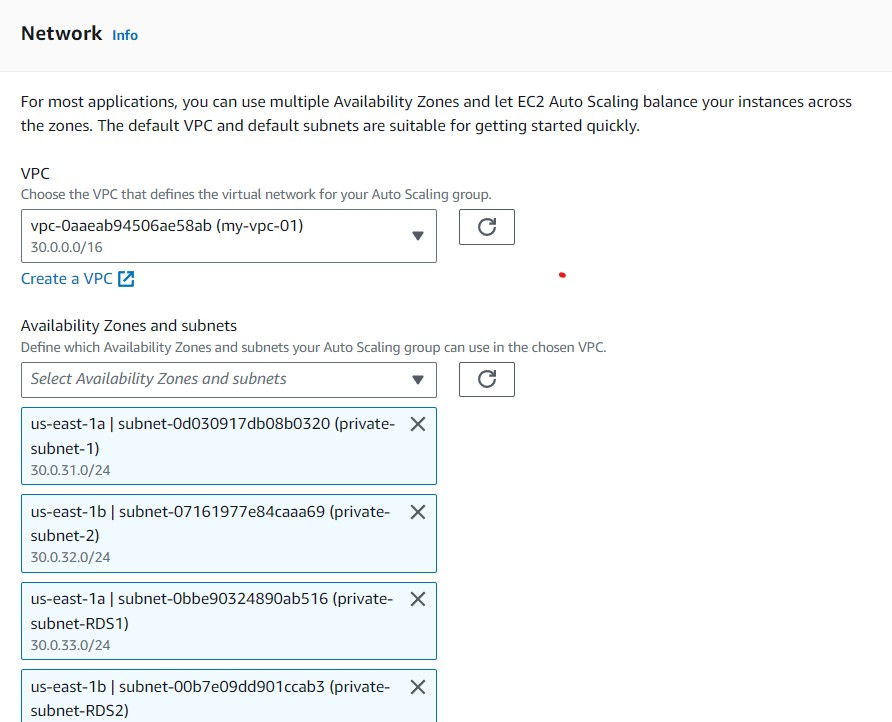 Network Info
For most applications, you can use multiple Availability Zones and let EC2 Auto Scaling balance your instances across
the zones. The default VPC and default subnets are suitable for getting started quickly.
VPC
Choose the VPC that defines the virtual network for your Auto Scaling group.
vpc-0aaeab94506ae58ab (my-vpc-01)
30.0.0.0/16
Create a VPC
Availability Zones and subnets
Define which Availability Zones and subnets your Auto Scaling group can use in the chosen VPC.
Select Availability Zones and subnets
us-east-1a | subnet-0d030917db08b0320 (private-
subnet-1)
30.0.31.0/24
us-east-1b | subnet-07161977e84caaa69 (private-
subnet-2)
30.0.32.0/24
us-east-1a | subnet-0bbe90324890ab516 (private-
subnet-RDS1)
30.0.33.0/24
us-east-1b | subnet-00b7e09dd901ccab3 (private-
subnet-RDS2)